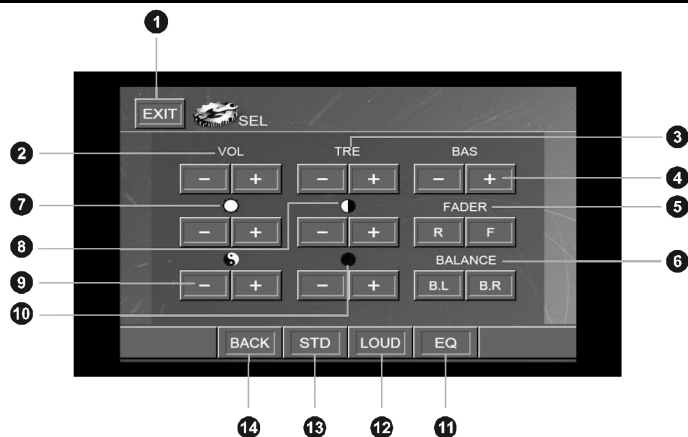 1
EXIT SEL
2 VOL TRE 3 BAS
- + - + - + 4
7 FADER 5
8 - + - + R F
BALANCE 6
9 - + - + B.L B.R
10
BACK STD LOUD EQ
14 13 12 11